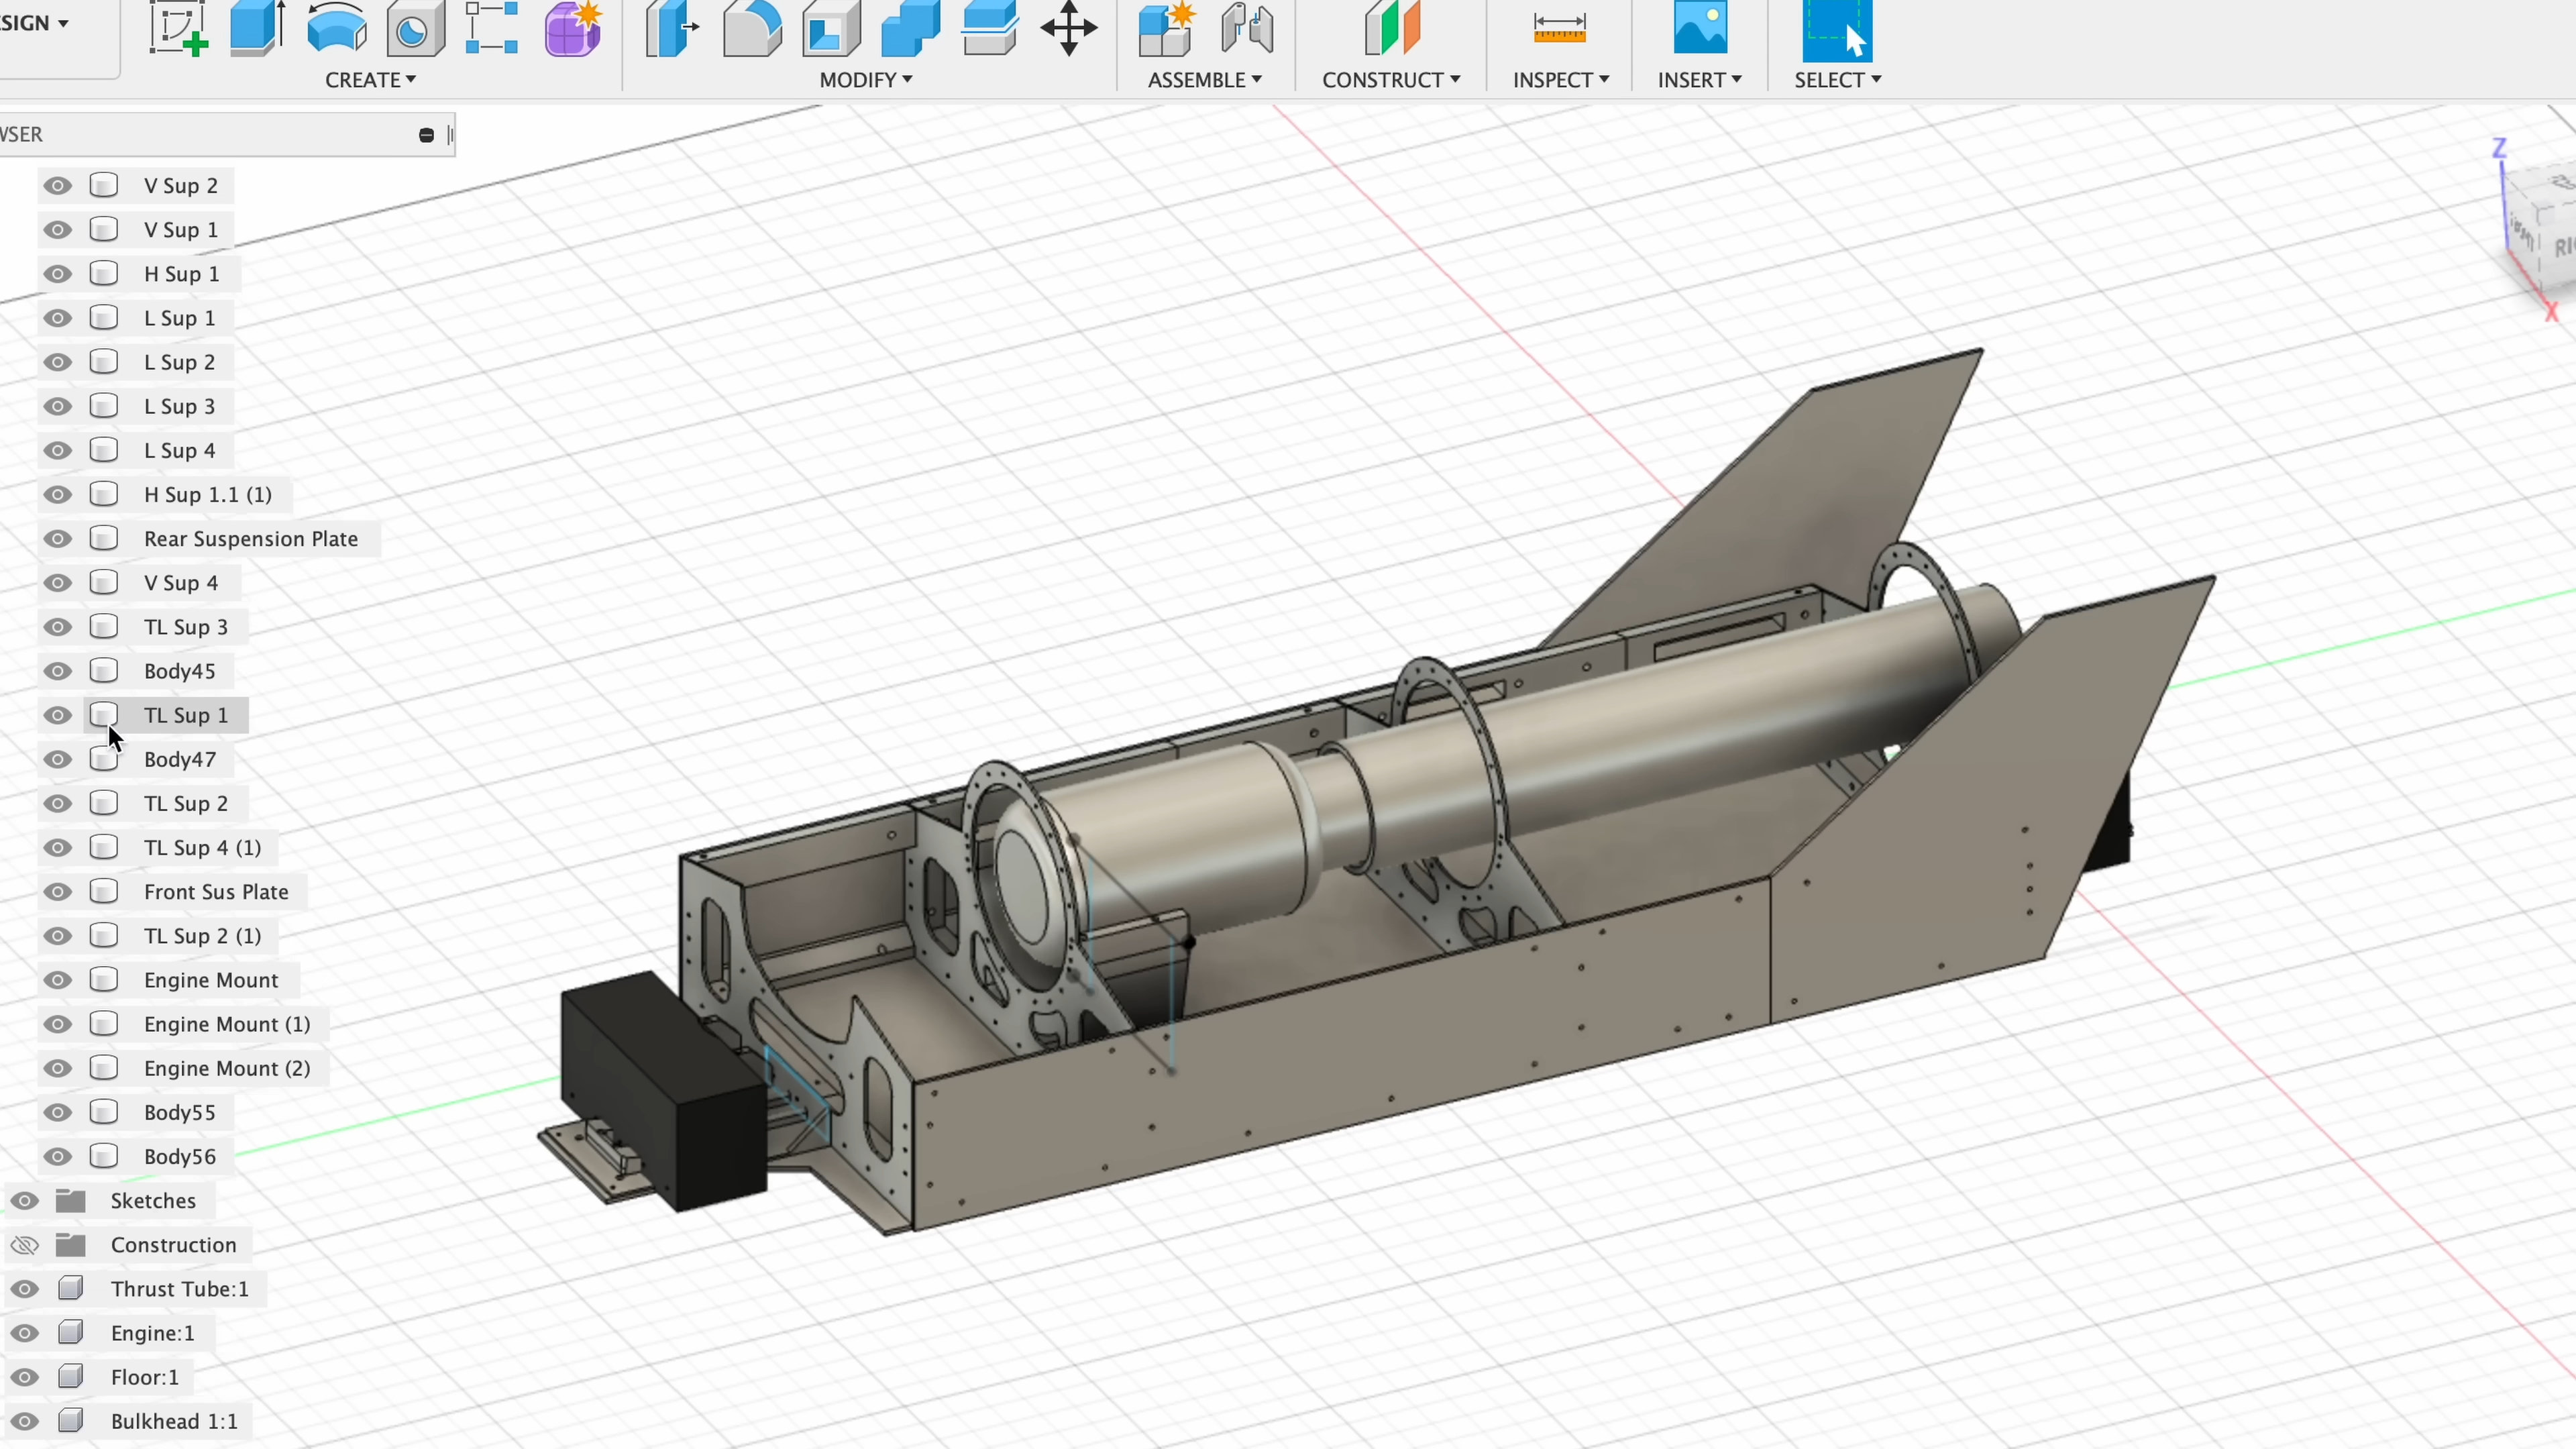 SIGN
CREATE
MODIFY
ASSEMBLE
CONSTRUCT
INSPECT
INSERT
SELECT
WSER
V Sup 2
V Sup 1
H Sup 1
L Sup 1
L Sup 2
L Sup 3
L Sup 4
H Sup 1.1 (1)
Rear Suspension Plate
V Sup 4
TL Sup 3
Body45
TL Sup 1
Body47
TL Sup 2
TL Sup 4 (1)
Front Sus Plate
TL Sup 2 (1)
Engine Mount
Engine Mount (1)
Engine Mount (2)
Body55
Body56
Sketches
Construction
Thrust Tube:1
Engine:1
Floor:1
Bulkhead 1:1
Z
RI
X